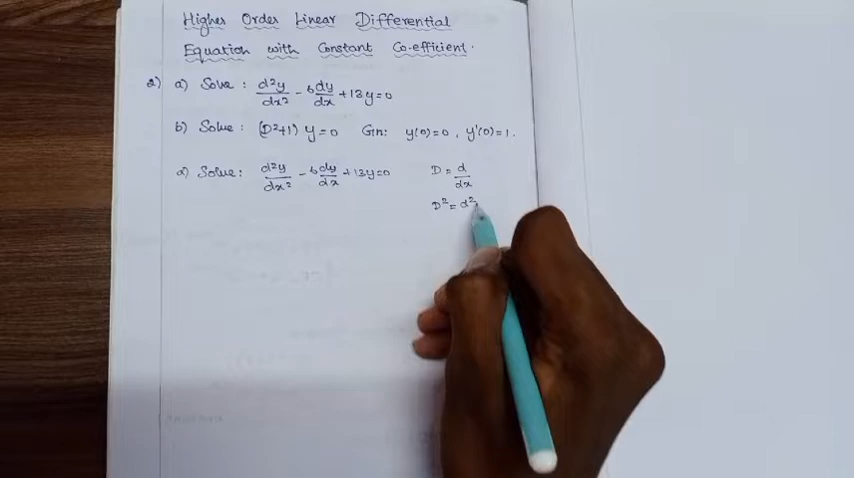 Higher Order Linear Differential
Equation with Constant Co-efficient.
2) a) Solve : d²y/dx² - 6dy/dx + 13y=0
b) Solve : (D²+1) y=0 Gn: y(0)=0, y'(0)=1.
a) Solve: d²y/dx² - 6dy/dx + 13y=0 D = d/dx
D² = d²